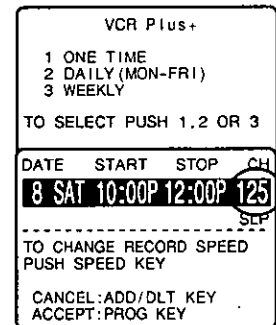 VCR Plus+
1 ONE TIME
2 DAILY (MON-FRI)
3 WEEKLY
TO SELECT PUSH 1,2 OR 3
DATE START STOP CH
8 SAT 10:00P 12:00P 125
SLP
TO CHANGE RECORD SPEED
PUSH SPEED KEY
CANCEL:ADD/DLT KEY
ACCEPT:PROG KEY